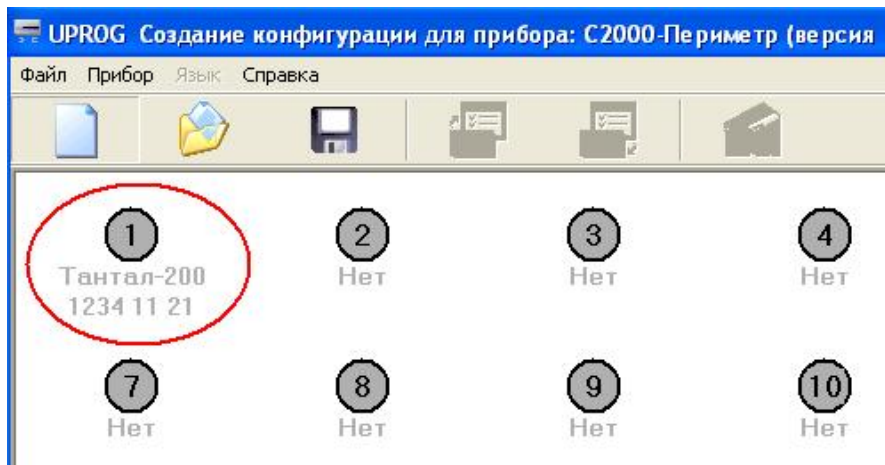 UPROG Создание конфигурации для прибора: С2000-Периметр (версия
Файл Прибор Язык Справка
1 2 3 4
Тантал-200 Нет Нет Нет
1234 11 21
7 8 9 10
Нет Нет Нет Нет